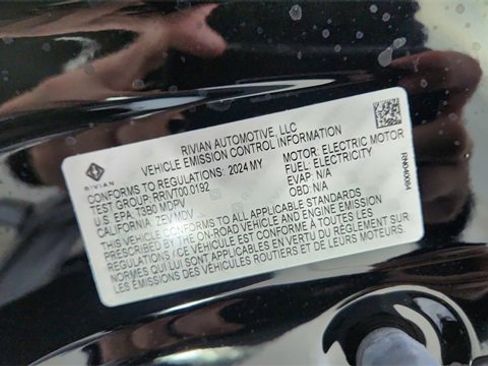 RIVIAN AUTOMOTIVE, LLC
VEHICLE EMISSION CONTROL INFORMATION
RIVIAN
CONFORMS TO REGULATIONS: 2024 MY
TEST GROUP: RRIVT00.0192
U.S. EPA: T3B0 MDPV
CALIFORNIA: ZEV MDV
MOTOR: ELECTRIC MOTOR
FUEL: ELECTRICITY
EVAP: N/A
OBD: N/A
THIS VEHICLE CONFORMS TO ALL APPLICABLE STANDARDS
PRESCRIBED BY THE ON-ROAD VEHICLE AND ENGINE EMISSION
REGULATIONS / CE VÉHICULE EST CONFORME À TOUTES LES
NORMES QUI LUI SONT APPLICABLES EN VERTU DU RÈGLEMENT SUR
LES ÉMISSIONS DES VÉHICULES ROUTIERS ET DE LEURS MOTEURS.